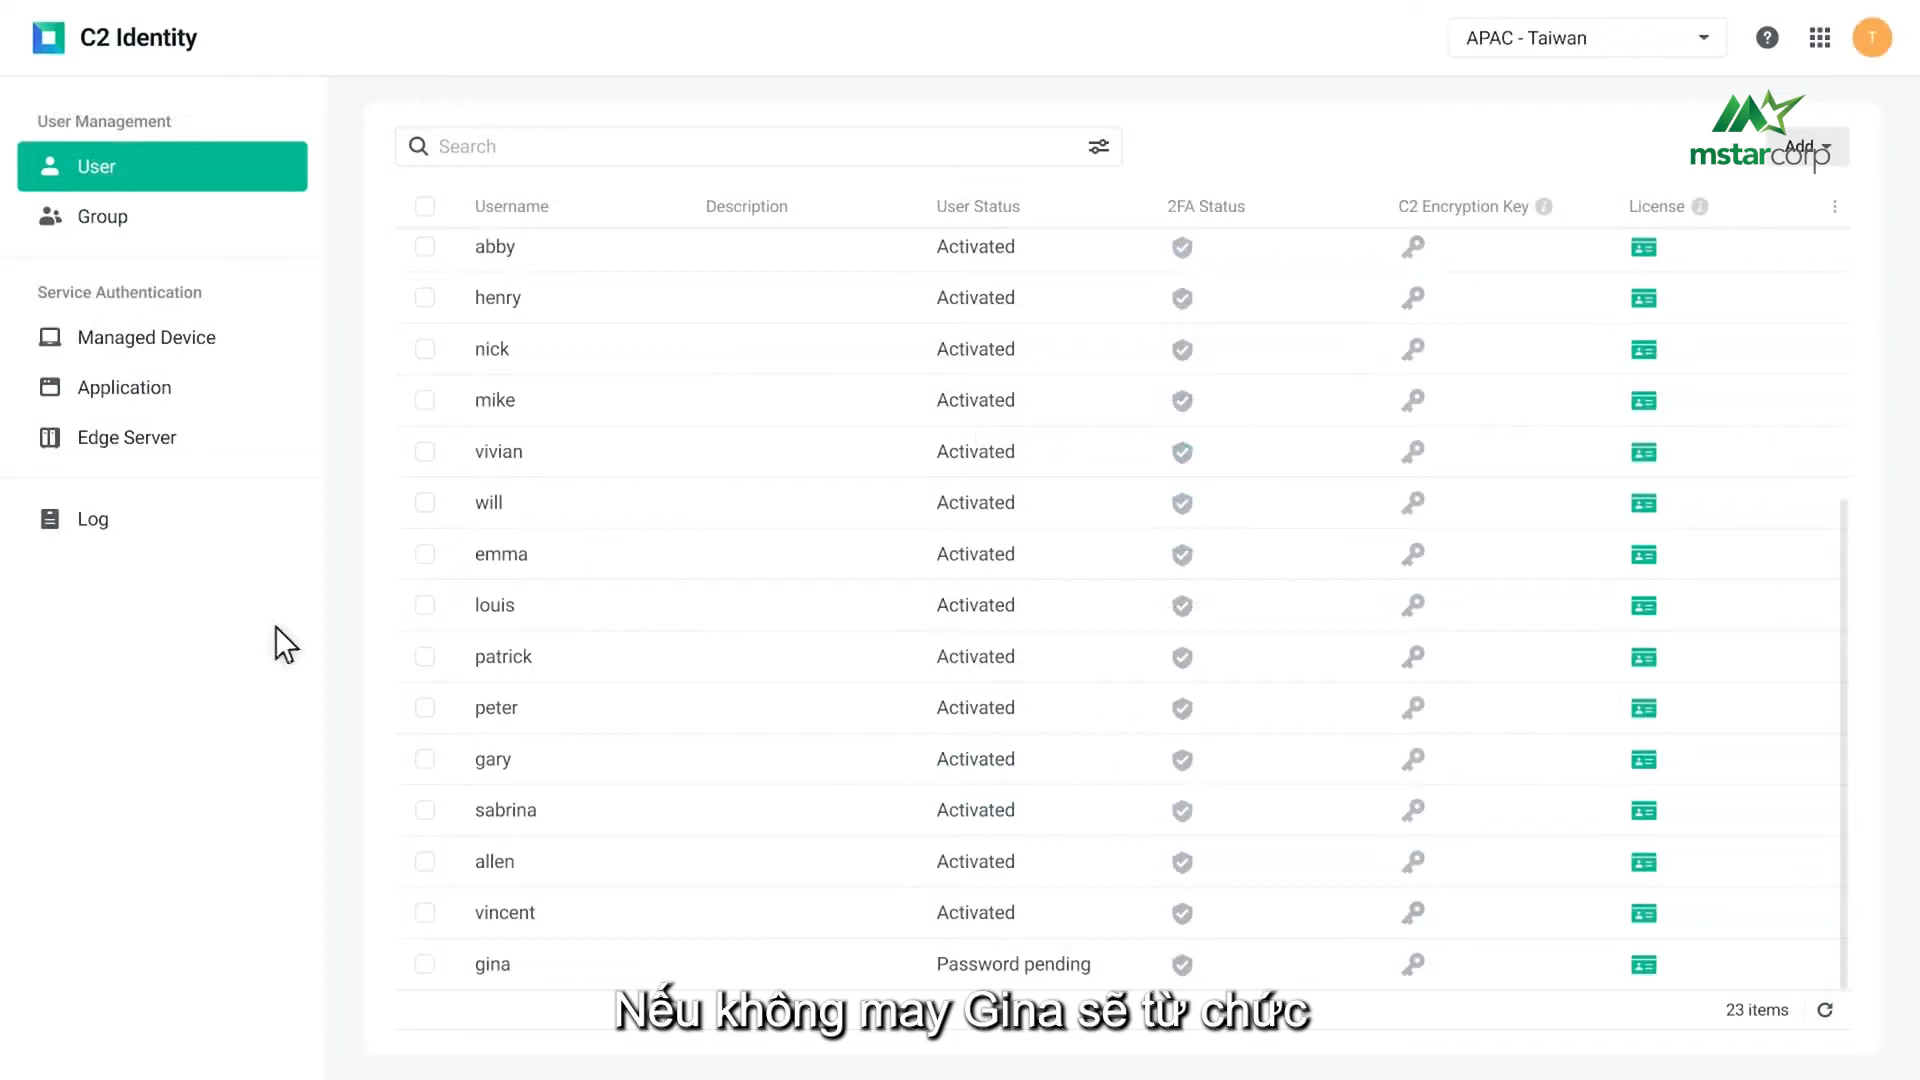 C2 Identity
APAC - Taiwan
T
User Management
User
Group
Service Authentication
Managed Device
Application
Edge Server
Log
Search
Add
mstarcorp
Username Description User Status 2FA Status C2 Encryption Key License
abby Activated
henry Activated
nick Activated
mike Activated
vivian Activated
will Activated
emma Activated
louis Activated
patrick Activated
peter Activated
gary Activated
sabrina Activated
allen Activated
vincent Activated
gina Password pending
23 items
Nếu không may Gina sẽ từ chức